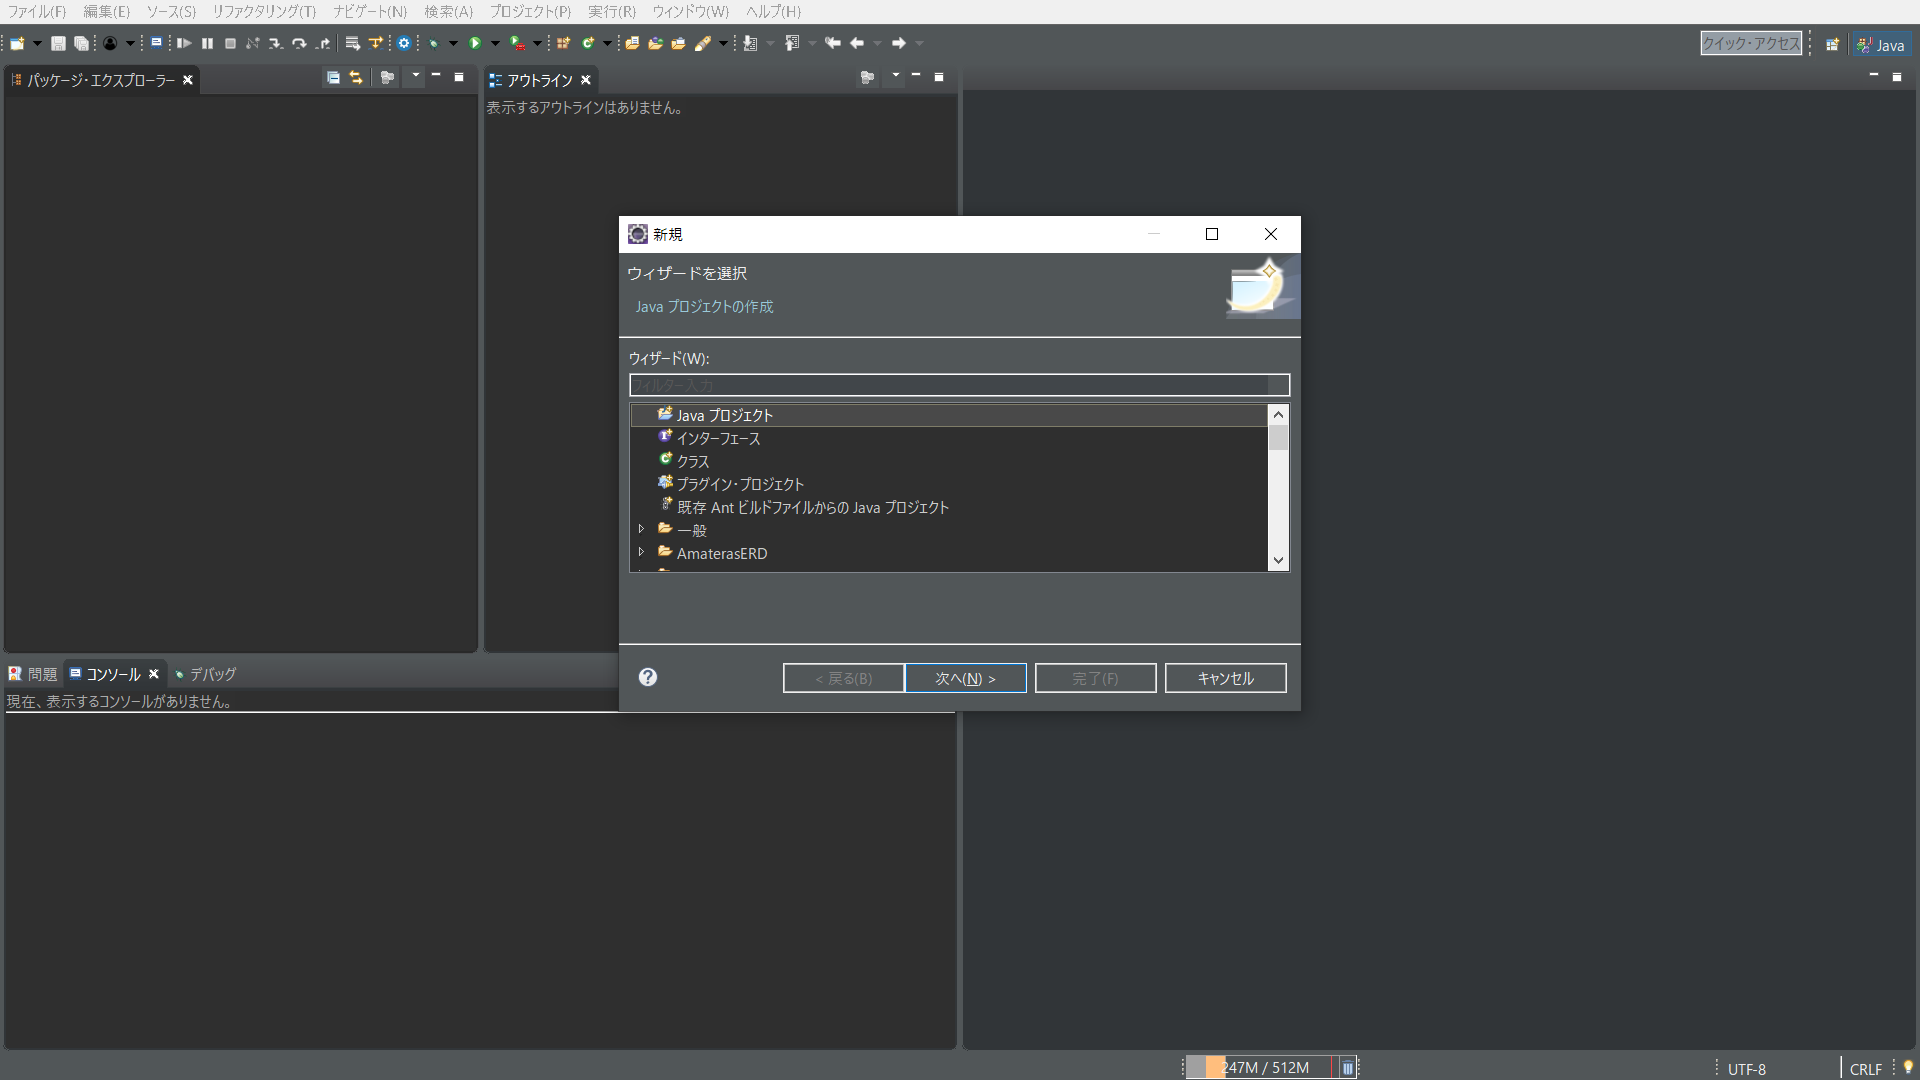 ファイル(F) 編集(E) ソース(S) リファクタリング(T) ナビゲート(N) 検索(A) プロジェクト(P) 実行(R) ウィンドウ(W) ヘルプ(H)
クイック・アクセス
Java
パッケージ・エクスプローラー
アウトライン
表示するアウトラインはありません。
新規
ウィザードを選択
Java プロジェクトの作成
ウィザード(W):
フィルター入力
Java プロジェクト
インターフェース
クラス
プラグイン・プロジェクト
既存 Ant ビルドファイルからの Java プロジェクト
一般
AmaterasERD
< 戻る(B) 次へ(N) > 完了(F) キャンセル
問題 コンソール デバッグ
現在、表示するコンソールがありません。
247M / 512M
UTF-8
CRLF